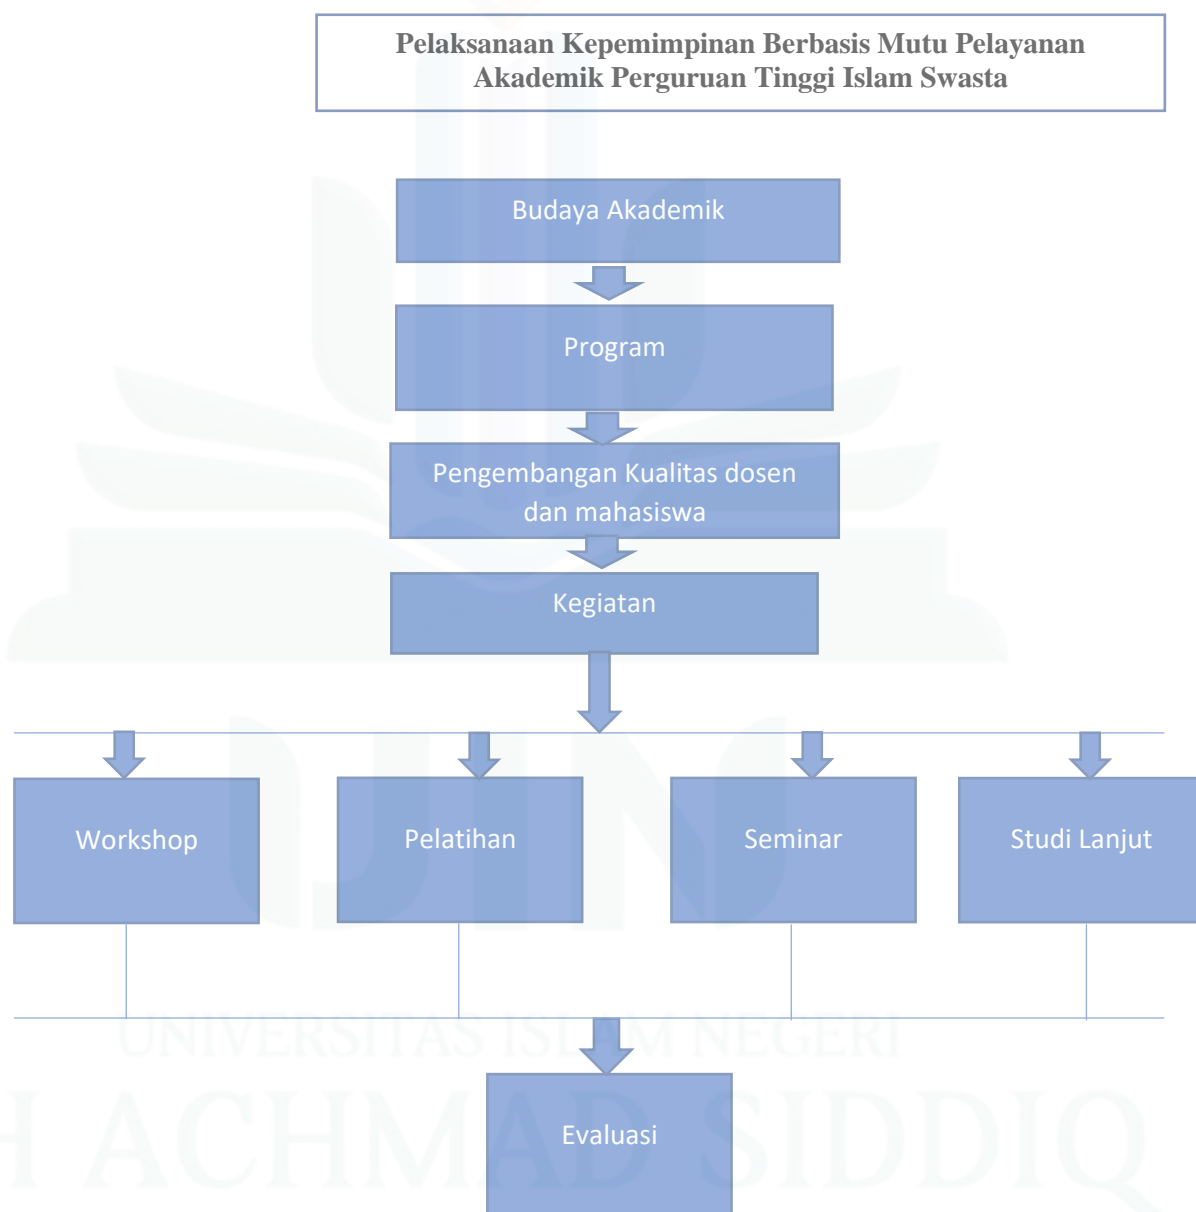 Pelaksanaan Kepemimpinan Berbasis Mutu Pelayanan
Akademik Perguruan Tinggi Islam Swasta
Budaya Akademik
Program
Pengembangan Kualitas dosen
dan mahasiswa
Kegiatan
Workshop
Pelatihan
Seminar
Studi Lanjut
UIN
UNIVERSITAS ISLAM NEGERI
H ACHMAD SIDDIQ
Evaluasi